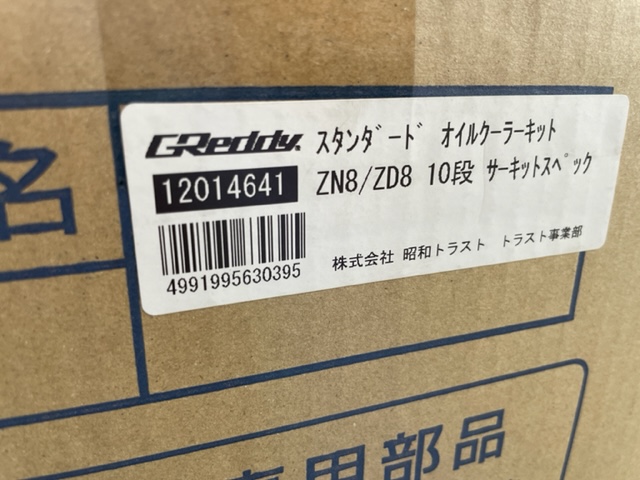 名
GReddy スタンダード オイルクーラーキット
12014641 ZN8/ZD8 10段 サーキットスペック
4991995630395 株式会社 昭和トラスト トラスト事業部
専用部品